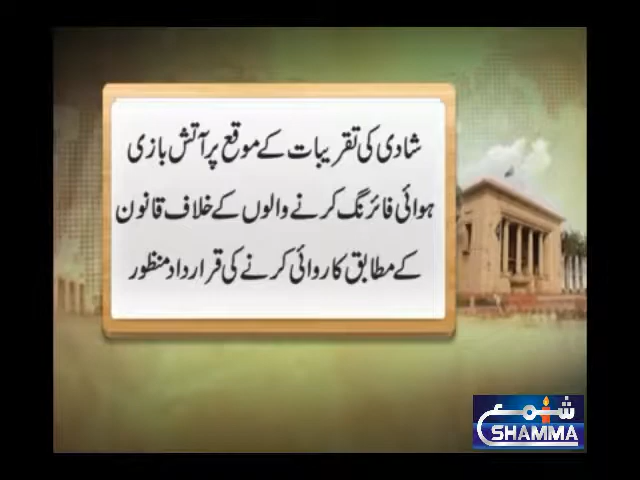 شادی کی تقریبات کے موقع پر آتش بازی
ہوائی فائرنگ کرنے والوں کے خلاف قانون
کے مطابق کاروائی کرنے کی قرارداد منظور
شمع
SHAMMA